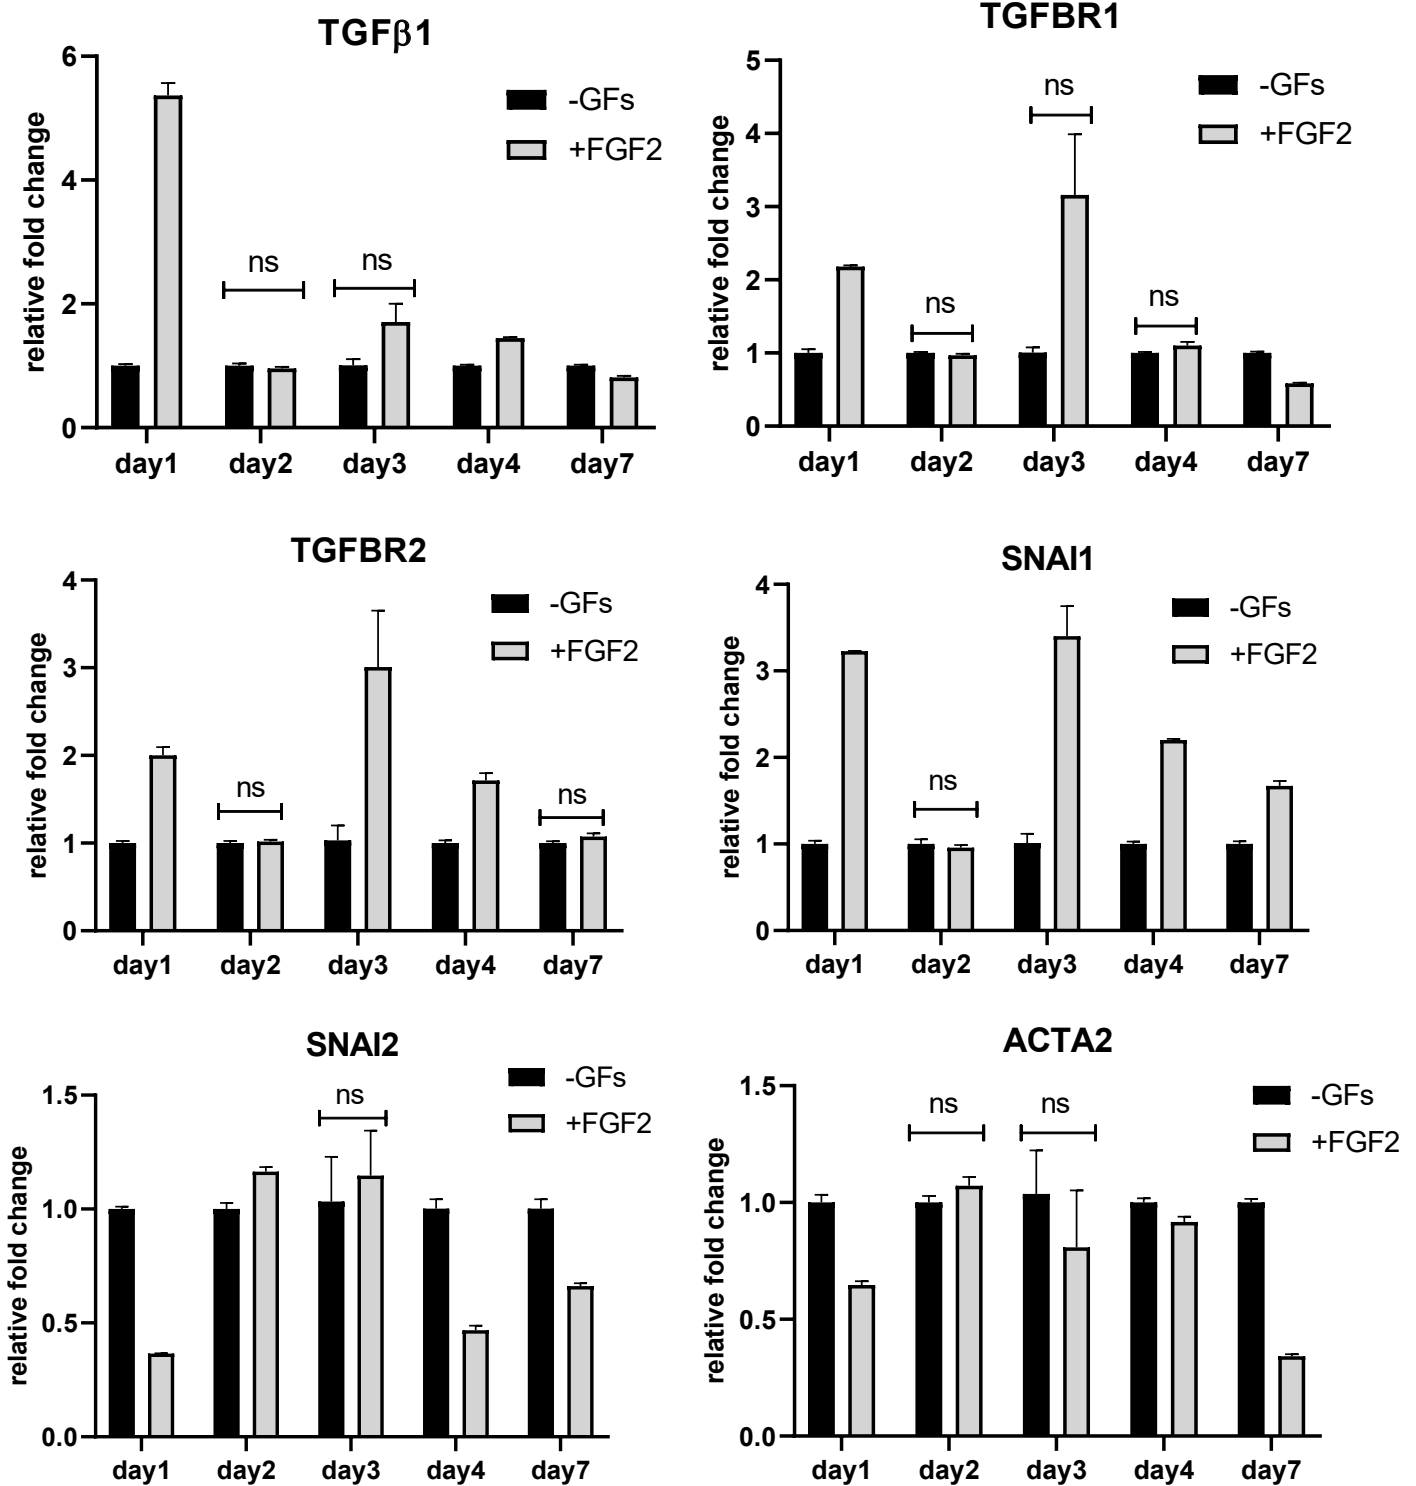 TGFβ1
6
4
2
0
relative fold change
-GFs
+FGF2
ns
ns
day1 day2 day3 day4 day7
TGFBR1
5
4
3
2
1
0
relative fold change
-GFs
+FGF2
ns
ns
ns
day1 day2 day3 day4 day7
TGFBR2
4
3
2
1
0
relative fold change
-GFs
+FGF2
ns
ns
day1 day2 day3 day4 day7
SNAI1
4
3
2
1
0
relative fold change
-GFs
+FGF2
ns
day1 day2 day3 day4 day7
SNAI2
1.5
1.0
0.5
0.0
relative fold change
-GFs
+FGF2
ns
day1 day2 day3 day4 day7
ACTA2
1.5
1.0
0.5
0.0
relative fold change
-GFs
+FGF2
ns
ns
day1 day2 day3 day4 day7